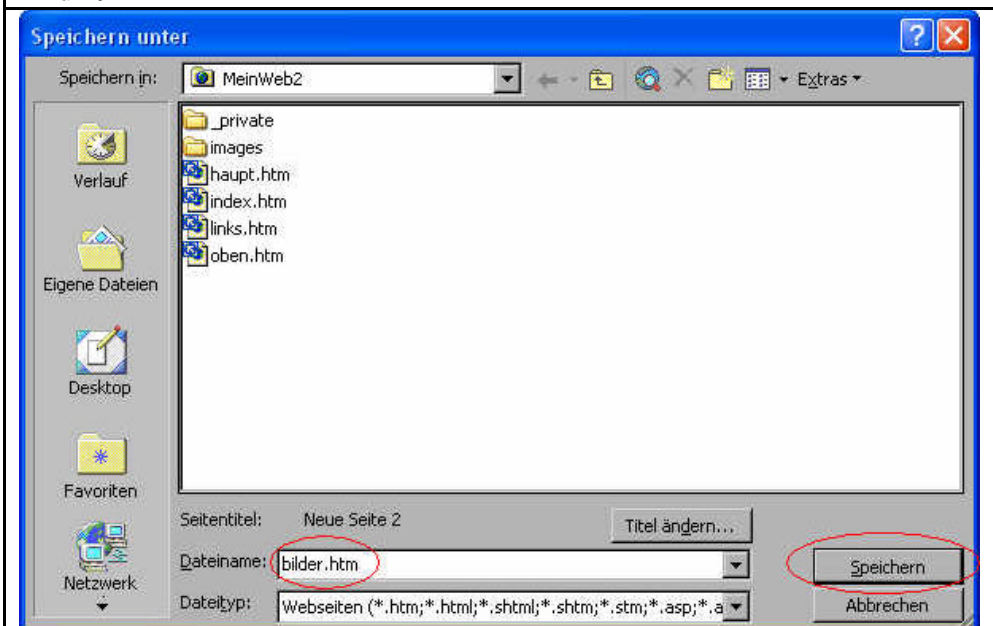 Speichern unter
Speichern in: MeinWeb2 Extras
_private
images
haupt.htm
index.htm
links.htm
oben.htm
Verlauf
Eigene Dateien
Desktop
Favoriten
Netzwerk
Seitentitel: Neue Seite 2 Titel ändern...
Dateiname: bilder.htm Speichern
Dateityp: Webseiten (*.htm;*.html;*.shtml;*.shtm;*.stm;*.asp;*.a Abbrechen